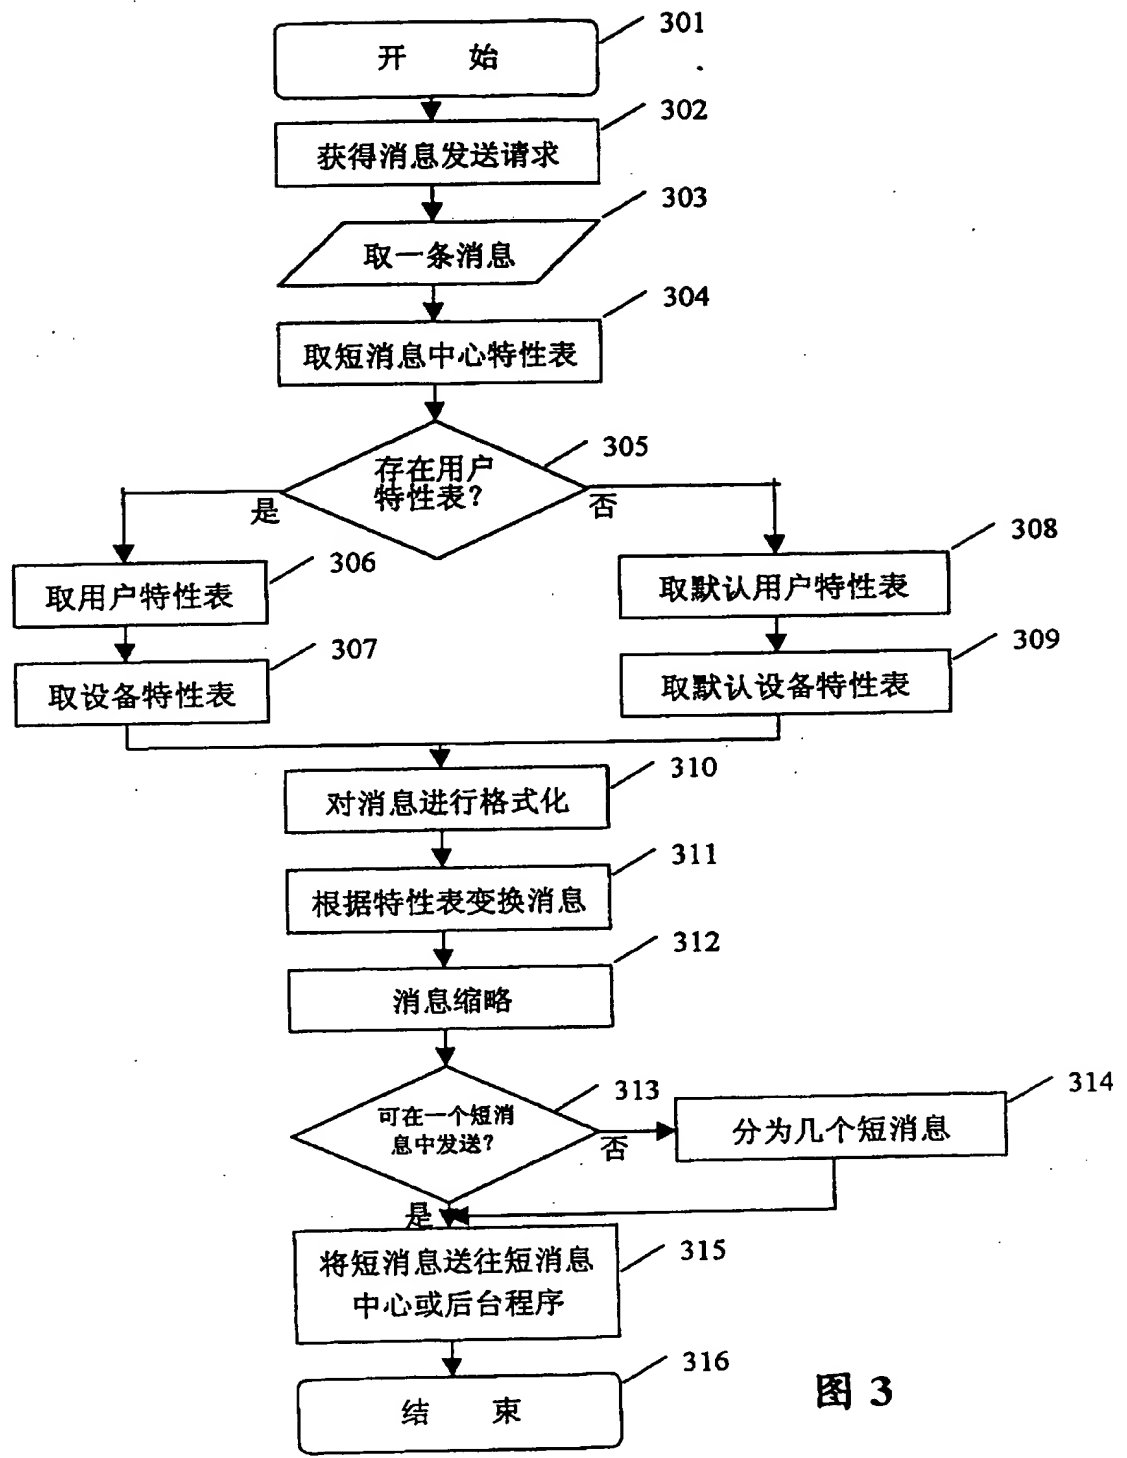 开 始
301
获得消息发送请求
302
取一条消息
303
取短消息中心特性表
304
存在用户
特性表?
305
是
否
取用户特性表
306
取默认用户特性表
308
取设备特性表
307
取默认设备特性表
309
对消息进行格式化
310
根据特性表变换消息
311
消息缩略
312
可在一个短消
息中发送?
313
否
分为几个短消息
314
是
将短消息送往短消息
中心或后台程序
315
结 束
316
图 3